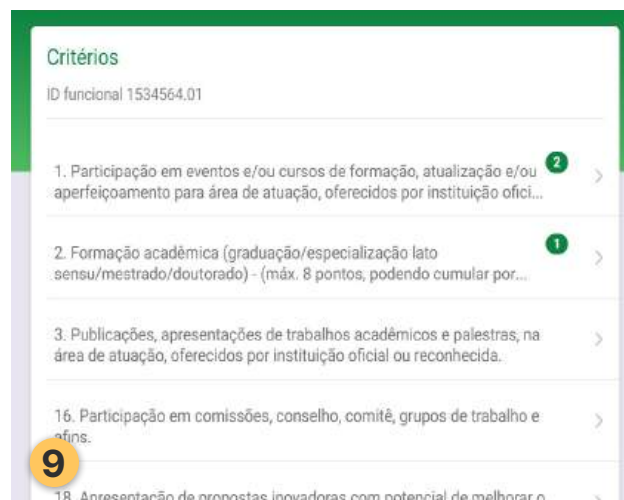 Critérios
ID funcional 1534564.01
1. Participação em eventos e/ou cursos de formação, atualização e/ou
aperfeiçoamento para área de atuação, oferecidos por instituição ofici...
2
2. Formação acadêmica (graduação/especialização lato
sensu/mestrado/doutorado) - (máx. 8 pontos, podendo cumular por...
1
3. Publicações, apresentações de trabalhos acadêmicos e palestras, na
área de atuação, oferecidos por instituição oficial ou reconhecida.
16. Participação em comissões, conselho, comitê, grupos de trabalho e
afins.
9
18. Apresentação de propostas inovadoras com potencial de melhorar o